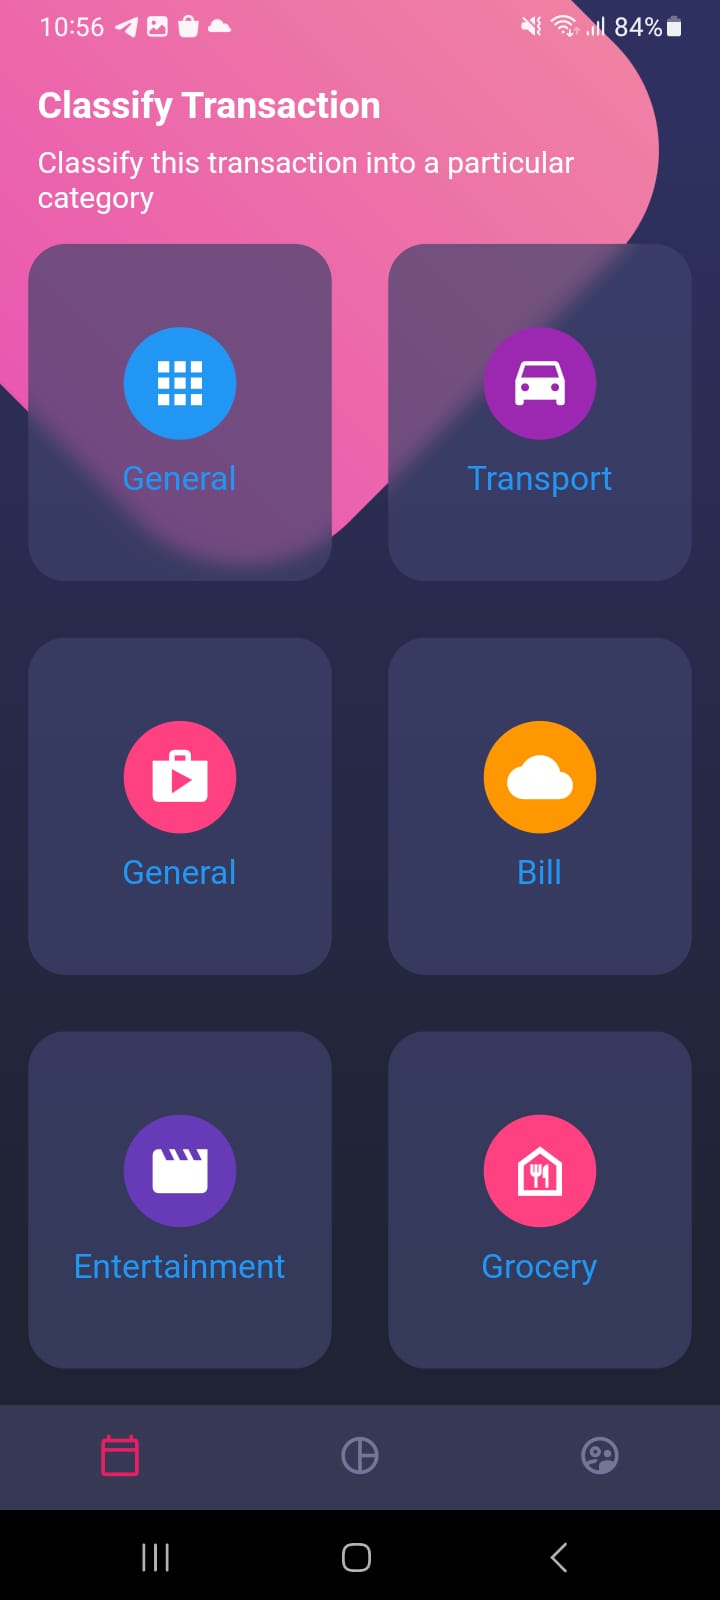 10:56 84%
Classify Transaction
Classify this transaction into a particular
category
General Transport
General Bill
Entertainment Grocery